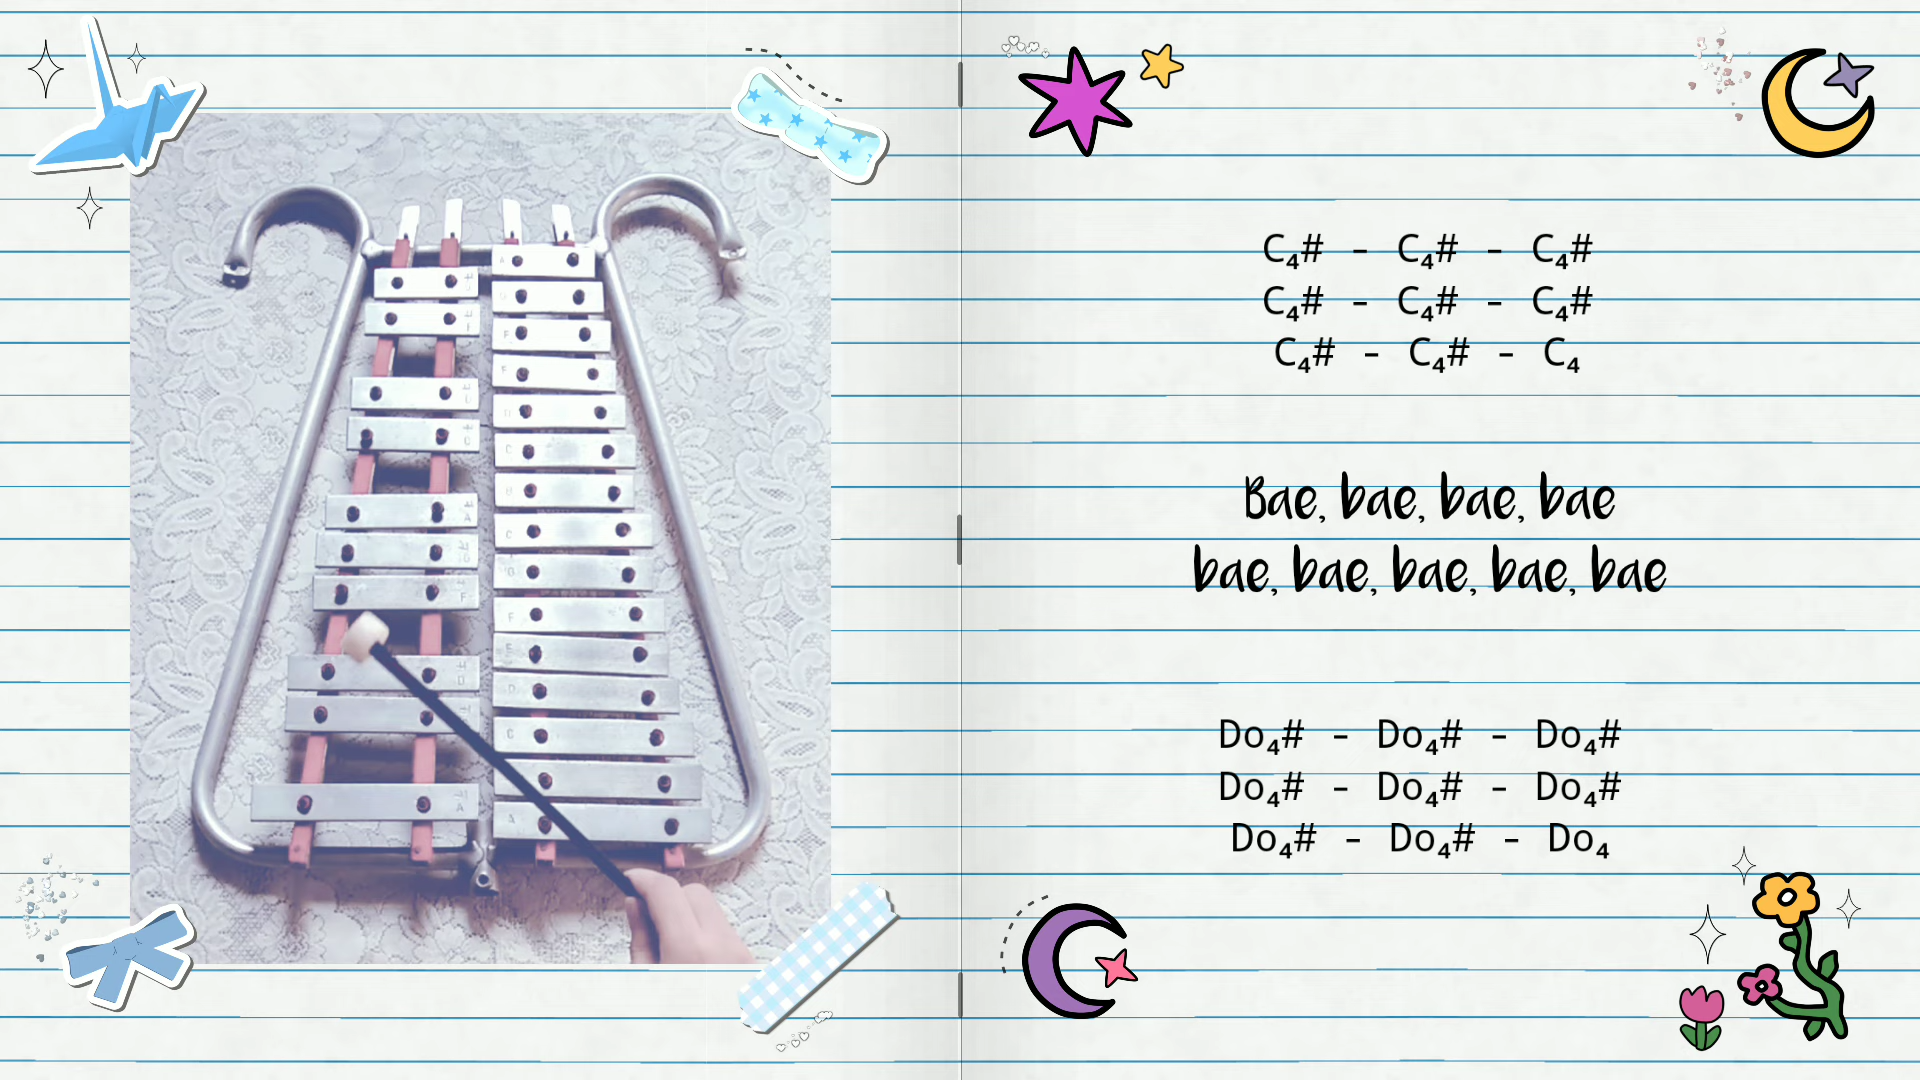 C₄# - C₄# - C₄#
C₄# - C₄# - C₄#
C₄# - C₄# - C₄
Bae, bae, bae, bae
bae, bae, bae, bae, bae
Do₄# - Do₄# - Do₄#
Do₄# - Do₄# - Do₄#
Do₄# - Do₄# - Do₄